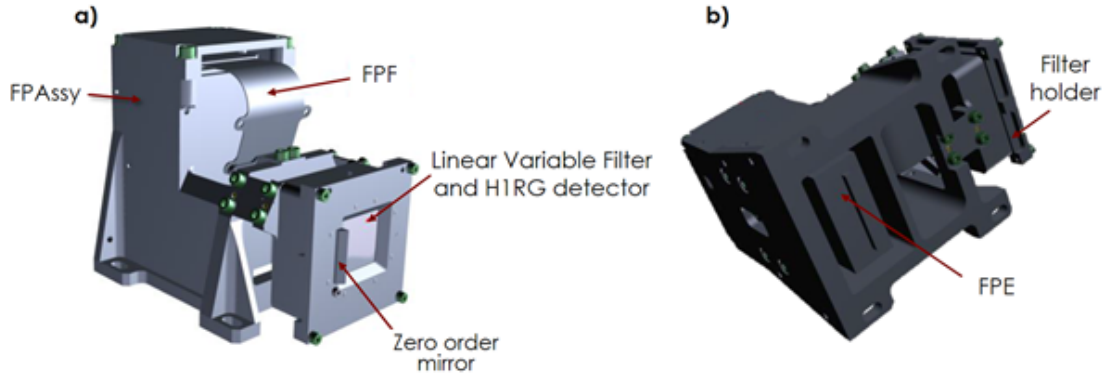 a)
FPAssy
FPF
Linear Variable Filter
and H1RG detector
Zero order
mirror
b)
Filter
holder
FPE